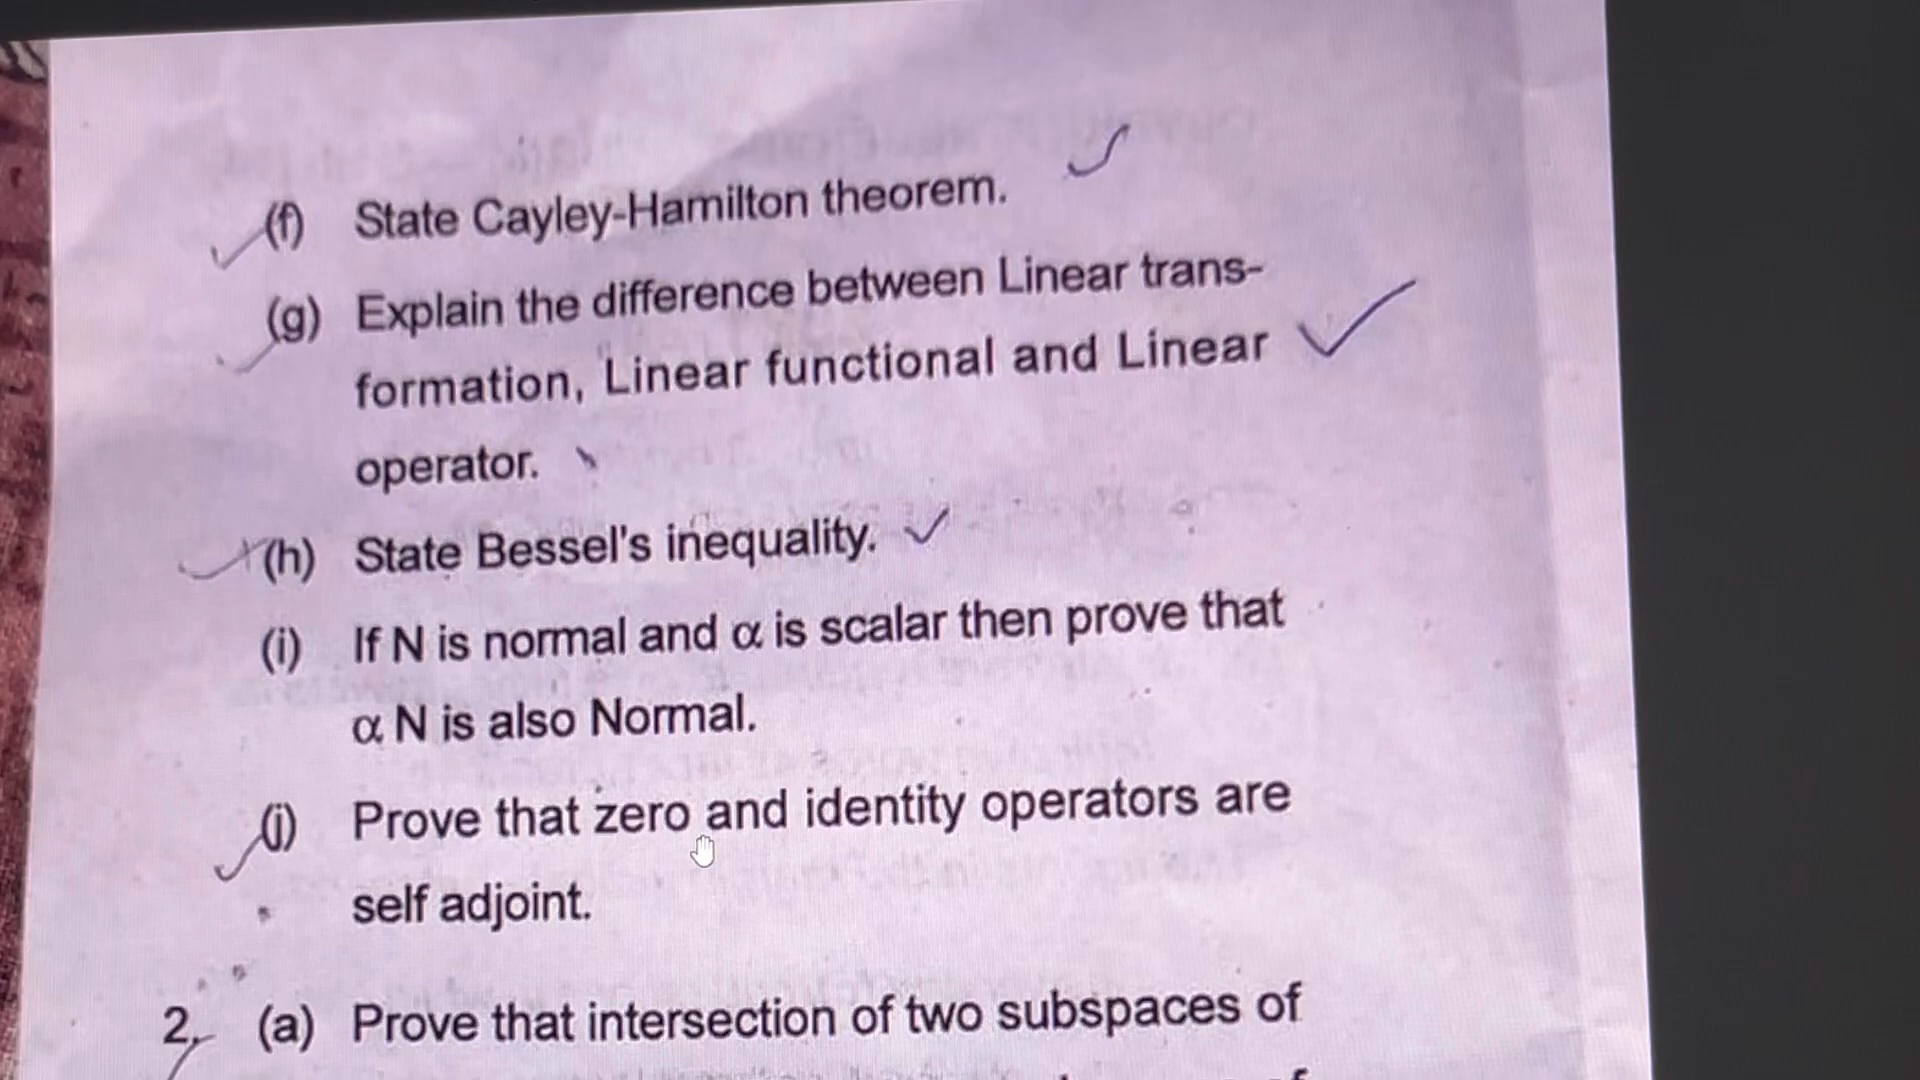 (f) State Cayley-Hamilton theorem.
(g) Explain the difference between Linear trans-
formation, Linear functional and Linear
operator.
(h) State Bessel's inequality.
(i) If N is normal and α is scalar then prove that
α N is also Normal.
(j) Prove that zero and identity operators are
self adjoint.
2. (a) Prove that intersection of two subspaces of